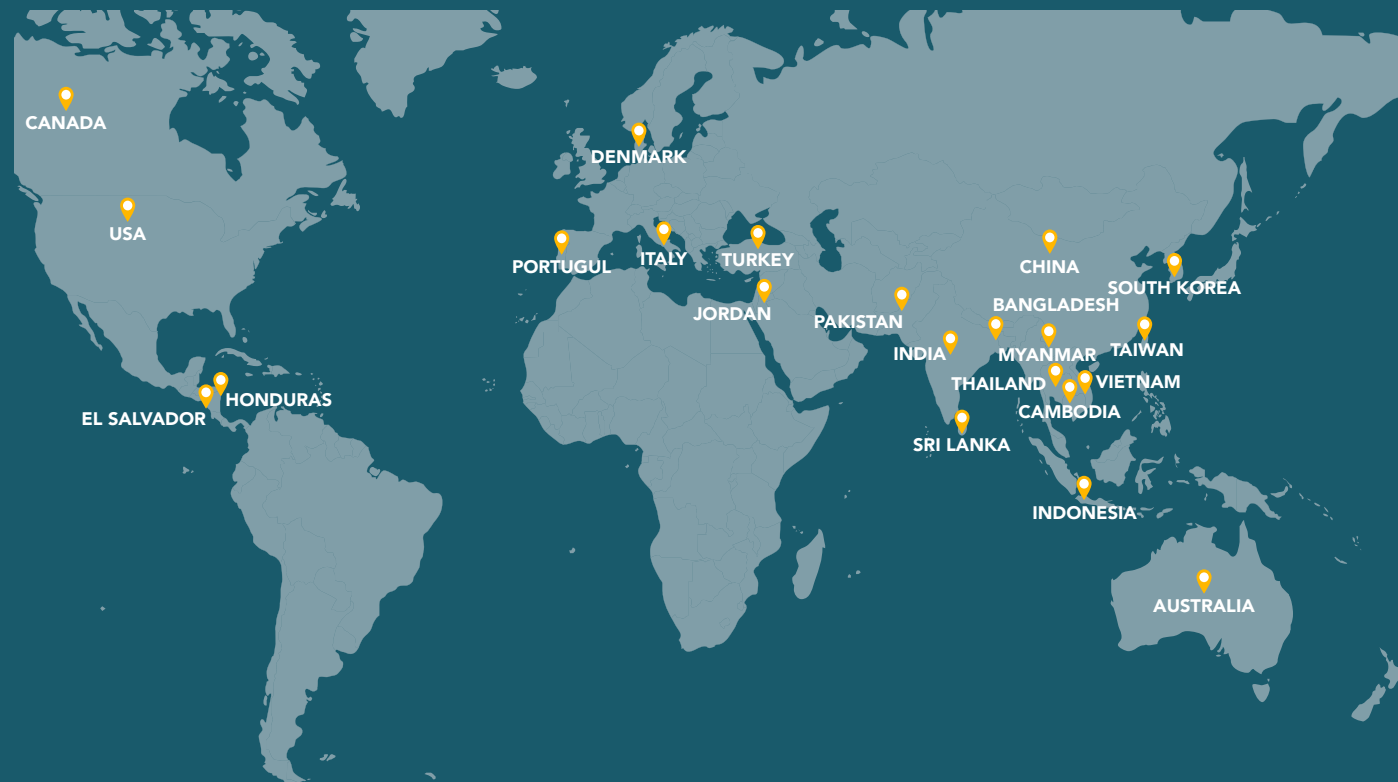 CANADA
DENMARK
USA
PORTUGUL
ITALY
TURKEY
CHINA
SOUTH KOREA
JORDAN
PAKISTAN
BANGLADESH
INDIA
MYANMAR
TAIWAN
THAILAND
VIETNAM
HONDURAS
CAMBODIA
EL SALVADOR
SRI LANKA
INDONESIA
AUSTRALIA